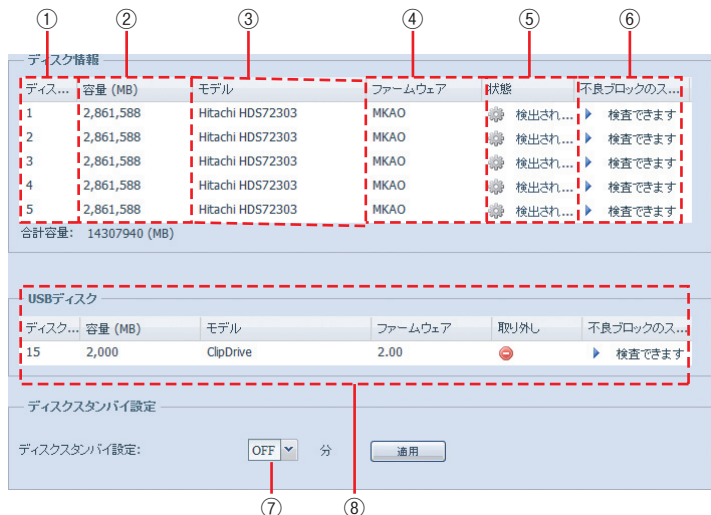 ① ② ③ ④ ⑤ ⑥
ディスク情報
ディス... 容量 (MB) モデル ファームウェア 状態 不良ブロックのス...
1 2,861,588 Hitachi HDS72303 MKAO 検出され... 検査できます
2 2,861,588 Hitachi HDS72303 MKAO 検出され... 検査できます
3 2,861,588 Hitachi HDS72303 MKAO 検出され... 検査できます
4 2,861,588 Hitachi HDS72303 MKAO 検出され... 検査できます
5 2,861,588 Hitachi HDS72303 MKAO 検出され... 検査できます
合計容量: 14307940 (MB)
USBディスク
ディスク... 容量 (MB) モデル ファームウェア 取り外し 不良ブロックのス...
15 2,000 ClipDrive 2.00 検査できます
ディスクスタンバイ設定
ディスクスタンバイ設定: OFF 分 適用
⑦ ⑧